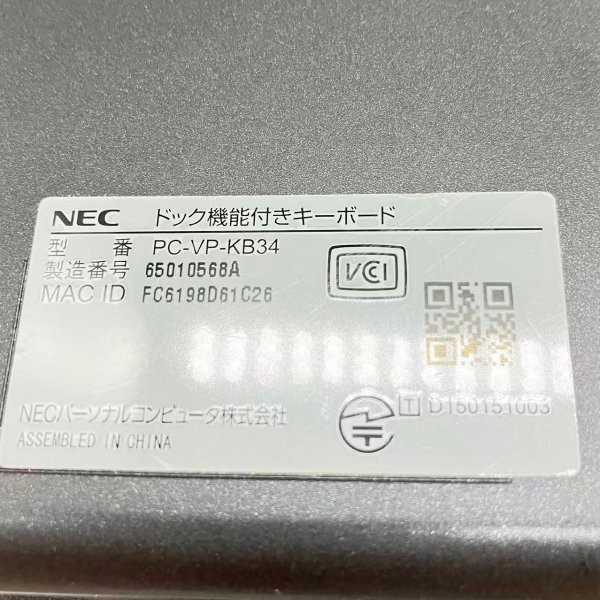 NEC ドック機能付きキーボード
型 番 PC-VP-KB34
製造番号 65010568A
MAC ID FC6198D61C26
VCI
NECパーソナルコンピュータ株式会社
T D150151003
ASSEMBLED IN CHINA